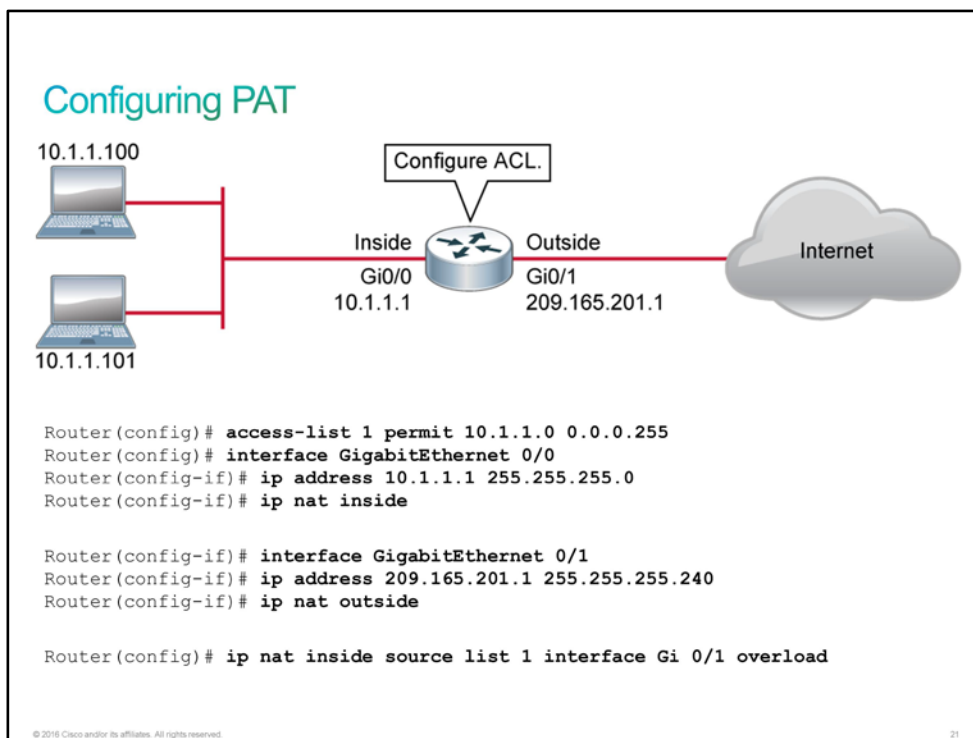 Configuring PAT
10.1.1.100
Configure ACL.
Inside
Outside
Internet
Gi0/0
Gi0/1
10.1.1.1
209.165.201.1
10.1.1.101
Router(config)# access-list 1 permit 10.1.1.0 0.0.0.255
Router(config)# interface GigabitEthernet 0/0
Router(config-if)# ip address 10.1.1.1 255.255.255.0
Router(config-if)# ip nat inside
Router(config-if)# interface GigabitEthernet 0/1
Router(config-if)# ip address 209.165.201.1 255.255.255.240
Router(config-if)# ip nat outside
Router(config)# ip nat inside source list 1 interface Gi 0/1 overload
© 2016 Cisco and/or its affiliates. All rights reserved.
21